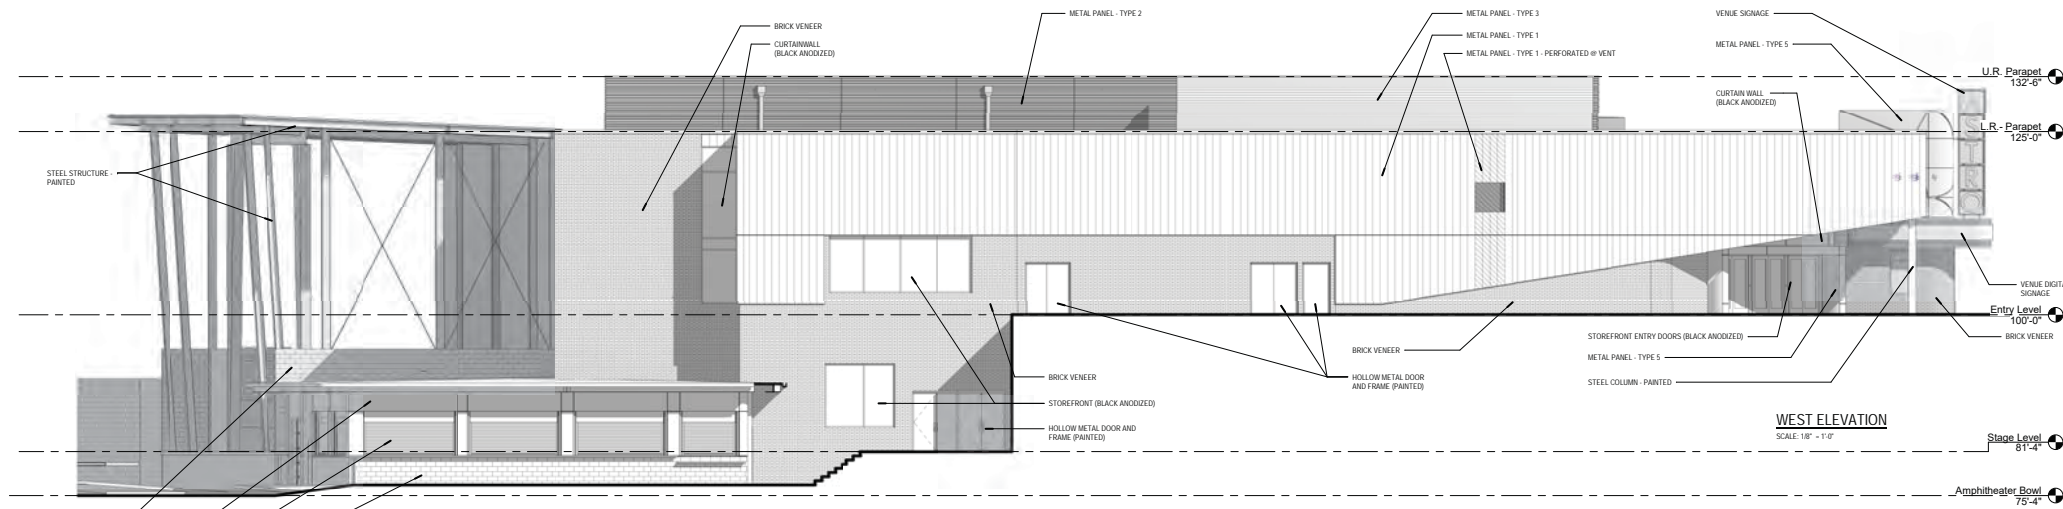 METAL PANEL - TYPE 2
METAL PANEL - TYPE 3
VENUE SIGNAGE
BRICK VENEER
METAL PANEL - TYPE 1
CURTAINWALL
(BLACK ANODIZED)
METAL PANEL - TYPE 5
METAL PANEL - TYPE 1 - PERFORATED @ VENT
U.R. Parapet
132'-6"
CURTAIN WALL
(BLACK ANODIZED)
L.R.- Parapet
125'-0"
ASTRO
STEEL STRUCTURE -
PAINTED
VENUE DIGITA
SIGNAGE
Entry Level
100'-0"
STOREFRONT ENTRY DOORS (BLACK ANODIZED)
BRICK VENEER
BRICK VENEER
METAL PANEL - TYPE 5
BRICK VENEER
HOLLOW METAL DOOR
AND FRAME (PAINTED)
STEEL COLUMN - PAINTED
STOREFRONT (BLACK ANODIZED)
WEST ELEVATION
SCALE: 1/8" = 1'-0"
HOLLOW METAL DOOR AND
FRAME (PAINTED)
Stage Level
81'-4"
Amphitheater Bowl
75'-4"